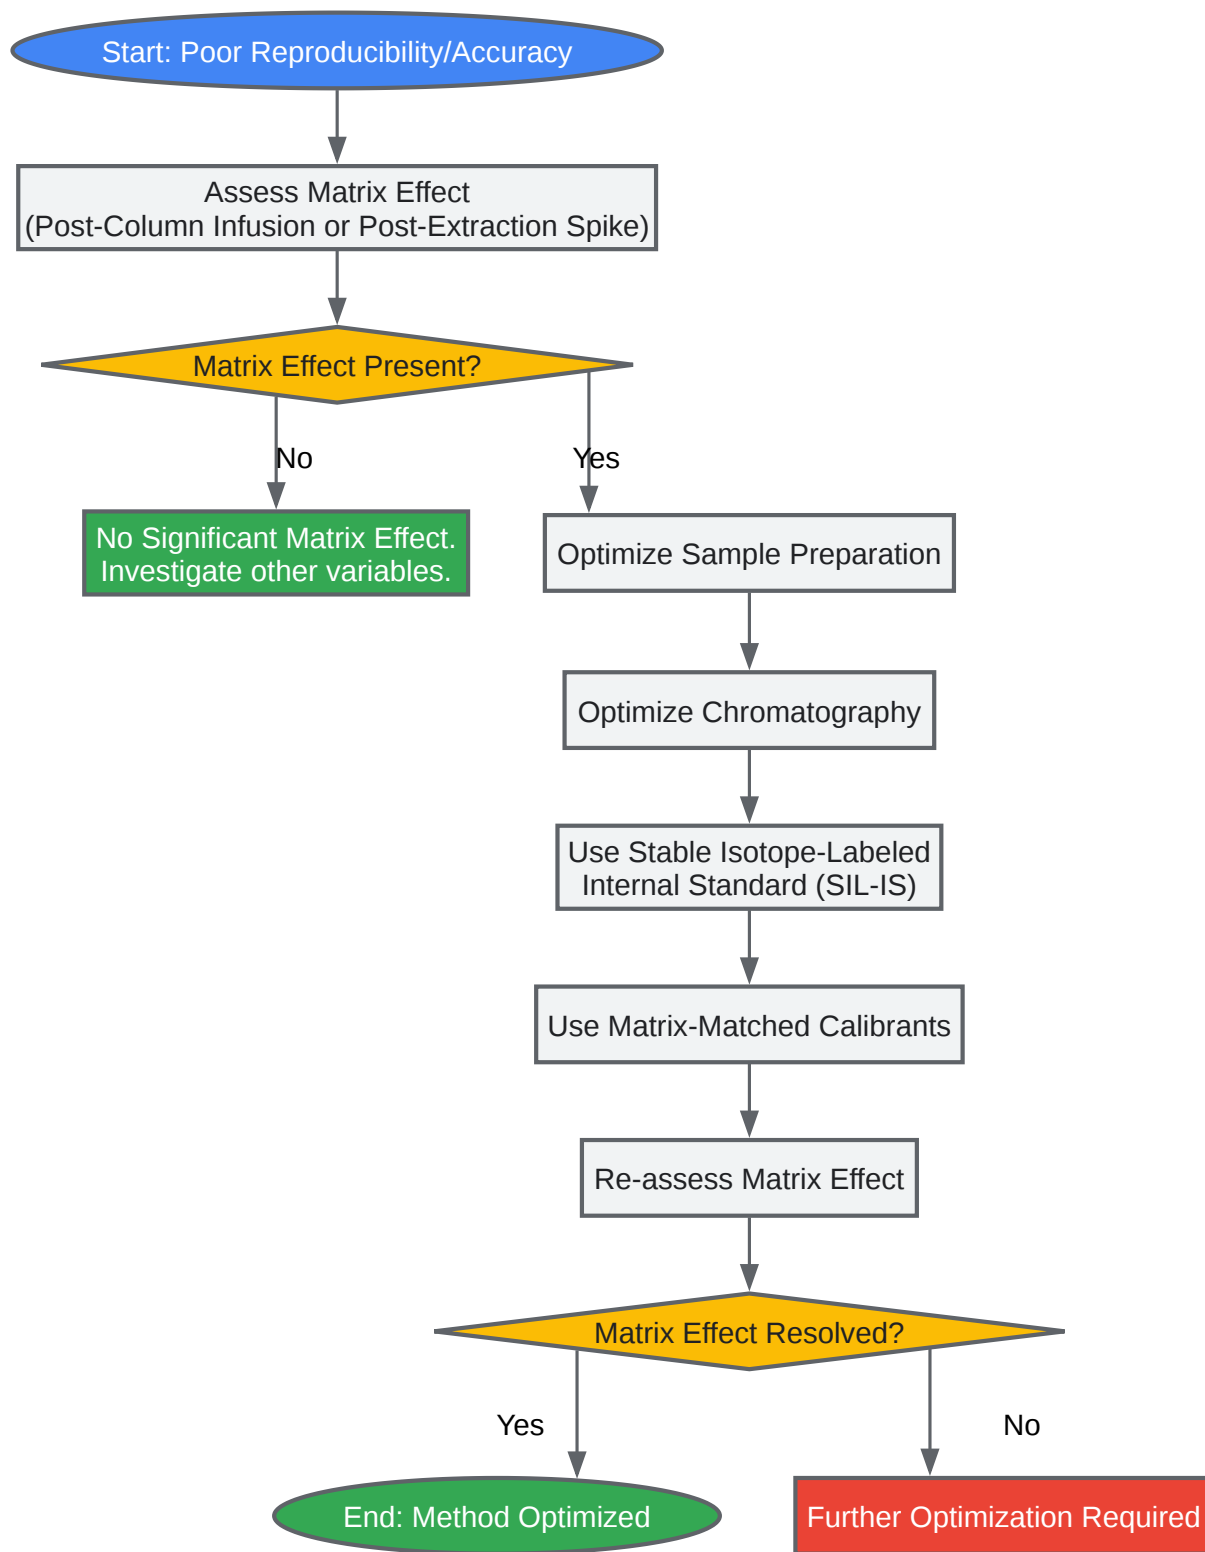 Start: Poor Reproducibility/Accuracy
Assess Matrix Effect
(Post-Column Infusion or Post-Extraction Spike)
Matrix Effect Present?
No
Yes
No Significant Matrix Effect.
Investigate other variables.
Optimize Sample Preparation
Optimize Chromatography
Use Stable Isotope-Labeled
Internal Standard (SIL-IS)
Use Matrix-Matched Calibrants
Re-assess Matrix Effect
Matrix Effect Resolved?
Yes
No
End: Method Optimized
Further Optimization Required